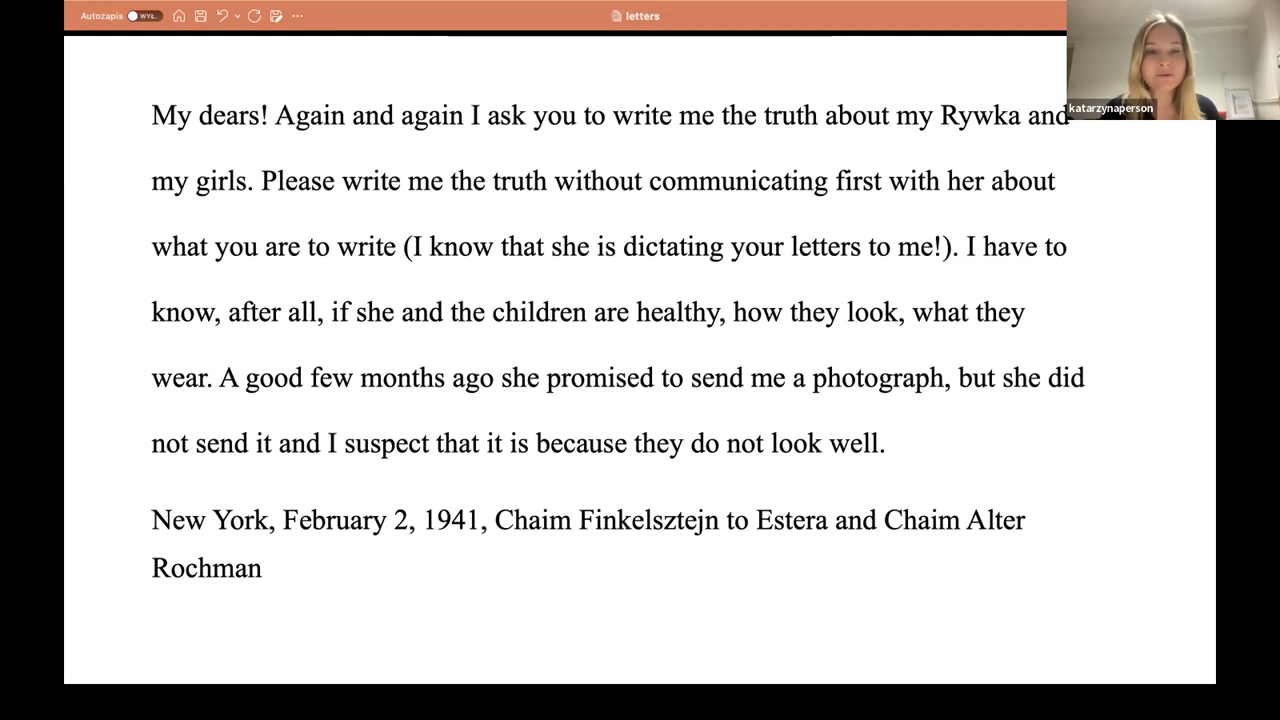 Autozapis WYŁ.
letters
katarzynaperson
My dears! Again and again I ask you to write me the truth about my Rywka and
my girls. Please write me the truth without communicating first with her about
what you are to write (I know that she is dictating your letters to me!). I have to
know, after all, if she and the children are healthy, how they look, what they
wear. A good few months ago she promised to send me a photograph, but she did
not send it and I suspect that it is because they do not look well.
New York, February 2, 1941, Chaim Finkelsztejn to Estera and Chaim Alter
Rochman